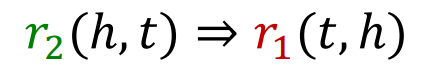 r₂(h, t) ⇒ r₁(t, h)